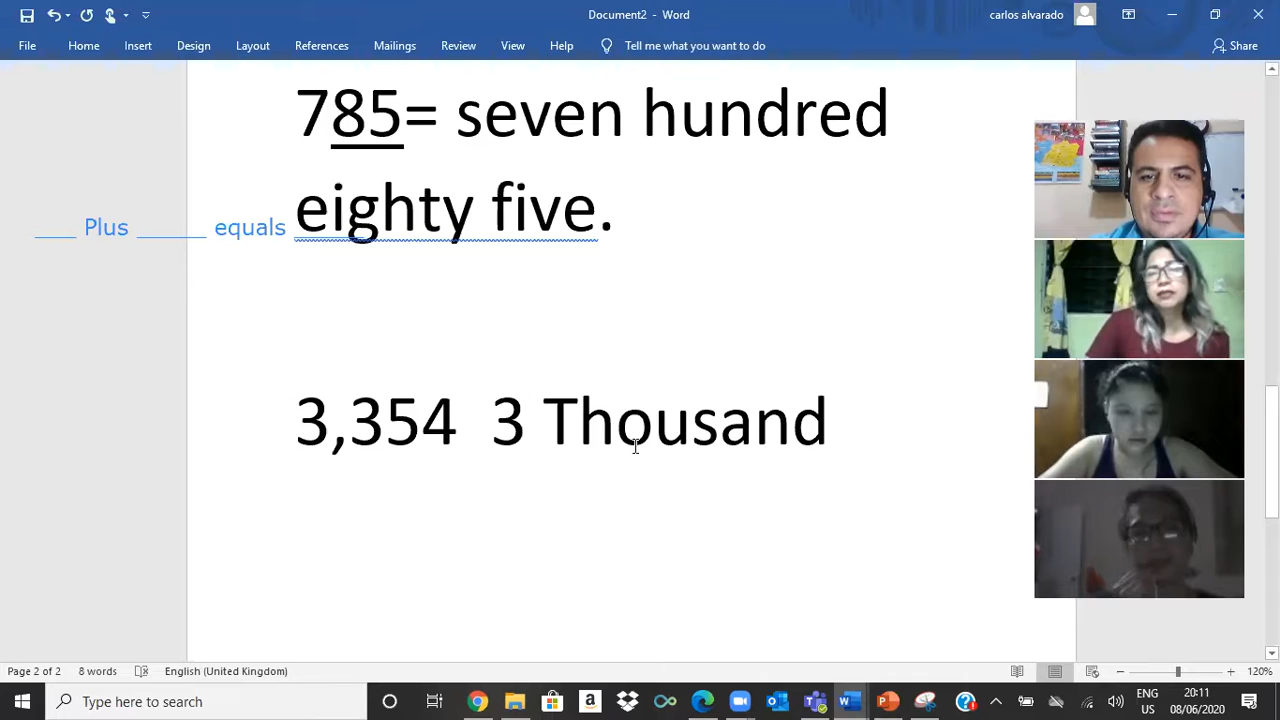 Document2 - Word
carlos alvarado
File Home Insert Design Layout References Mailings Review View Help Tell me what you want to do Share
785= seven hundred
eighty five.
____ Plus ______ equals ______
3,354 3 Thousand
Page 2 of 2 8 words English (United Kingdom) 120%
Type here to search
ENG 20:11
US 08/06/2020